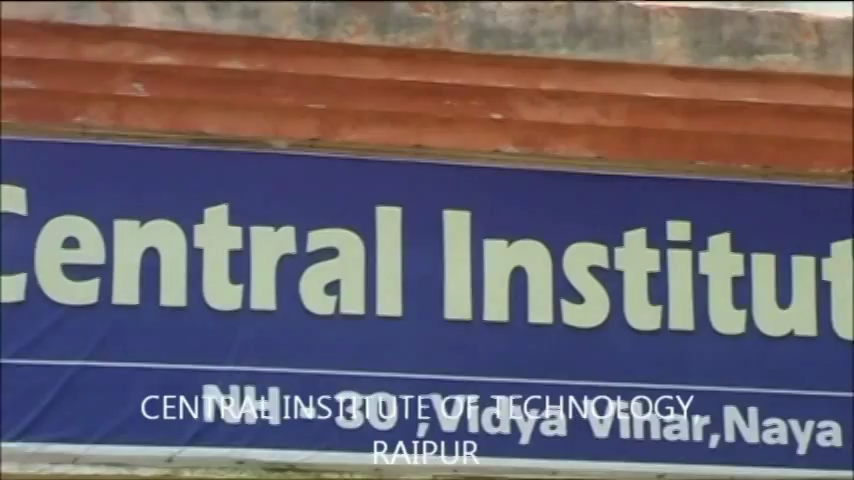 Central Institut
NH - 30 ,Vidya Vihar,Naya
CENTRAL INSTITUTE OF TECHNOLOGY,
RAIPUR